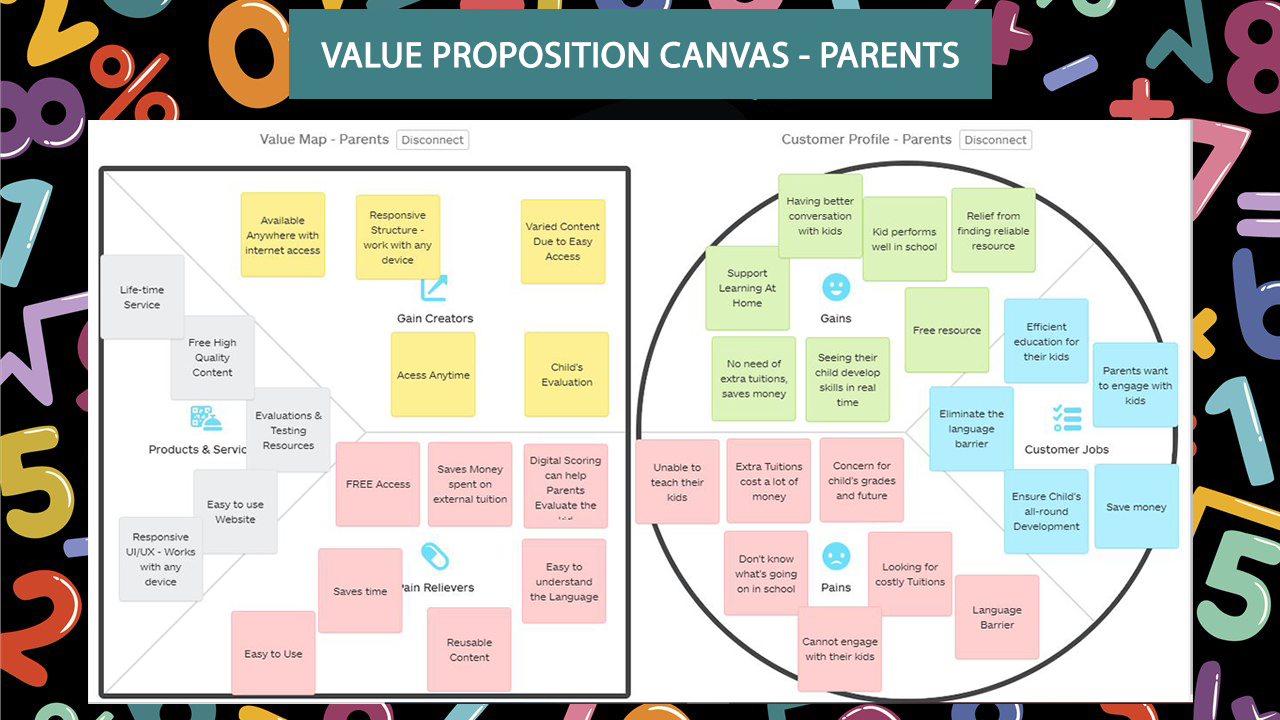 VALUE PROPOSITION CANVAS - PARENTS
Value Map - Parents
Disconnect
Available
Anywhere with
internet access
Responsive
Structure -
work with any
device
Varied Content
Due to Easy
Access
Gain Creators
Acess Anytime
Child's
Evaluation
Life-time
Service
Free High
Quality
Content
Evaluations &
Testing
Resources
Products & Servic
Easy to use
Website
Responsive
UI/UX - Works
with any
device
FREE Access
Saves Money
spent on
external tuition
Digital Scoring
can help
Parents
Evaluate the
Saves time
Pain Relievers
Easy to
understand
the Language
Easy to Use
Reusable
Content
Customer Profile - Parents
Disconnect
Having better
conversation
with kids
Kid performs
well in school
Relief from
finding reliable
resource
Support
Learning At
Home
Gains
Free resource
No need of
extra tuitions,
saves money
Seeing their
child develop
skills in real
time
Efficient
education for
their kids
Parents want
to engage with
kids
Eliminate the
language
barrier
Customer Jobs
Ensure Child's
all-round
Development
Save money
Unable to
teach their
kids
Extra Tuitions
cost a lot of
money
Concern for
child's grades
and future
Don't know
what's going
on in school
Pains
Looking for
costly Tuitions
Language
Barrier
Cannot engage
with their kids